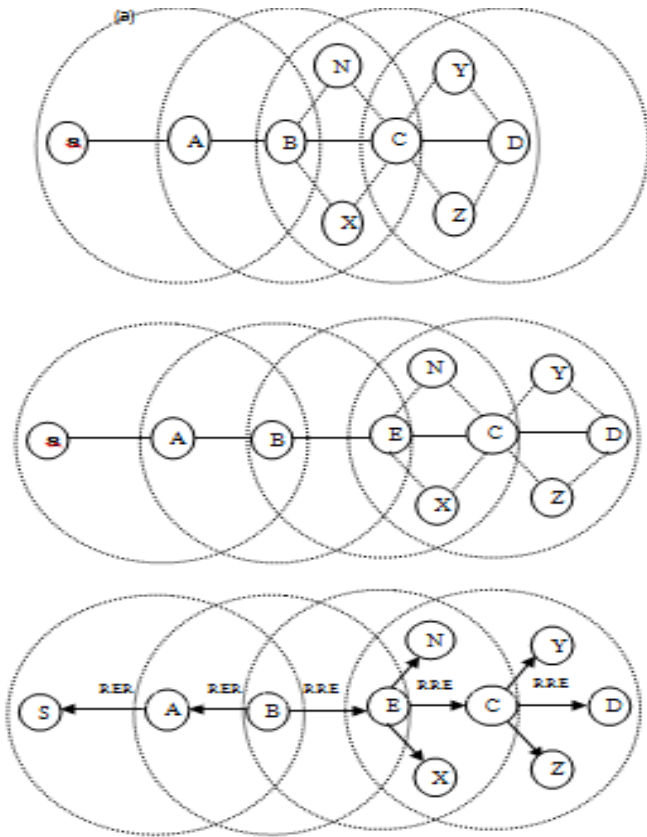 (a)
N Y
a A B C D
X Z
N Y
a A B E C D
X Z
N Y
RER RER RRE RRE RRE
S A B E C D
X Z